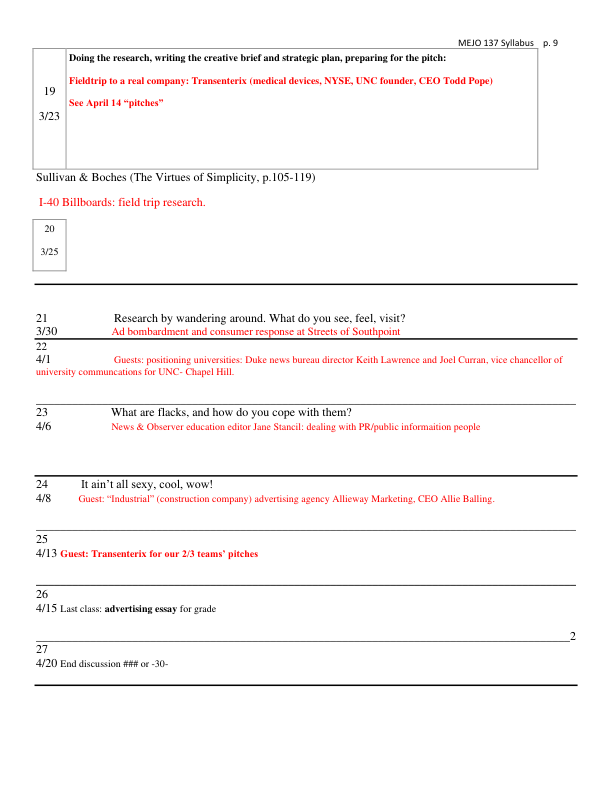 MEJO 137 Syllabus p. 9
Doing the research, writing the creative brief and strategic plan, preparing for the pitch:
Fieldtrip to a real company: Transenterix (medical devices, NYSE, UNC founder, CEO Todd Pope)
19
See April 14 “pitches”
3/23
Sullivan & Boches (The Virtues of Simplicity, p.105-119)
I-40 Billboards: field trip research.
20
3/25
21 Research by wandering around. What do you see, feel, visit?
3/30 Ad bombardment and consumer response at Streets of Southpoint
22
4/1 Guests: positioning universities: Duke news bureau director Keith Lawrence and Joel Curran, vice chancellor of
university communcations for UNC- Chapel Hill.
23 What are flacks, and how do you cope with them?
4/6 News & Observer education editor Jane Stancil: dealing with PR/public informaition people
24 It ain’t all sexy, cool, wow!
4/8 Guest: “Industrial” (construction company) advertising agency Allieway Marketing, CEO Allie Balling.
25
4/13 Guest: Transenterix for our 2/3 teams’ pitches
26
4/15 Last class: advertising essay for grade
2
27
4/20 End discussion ### or -30-